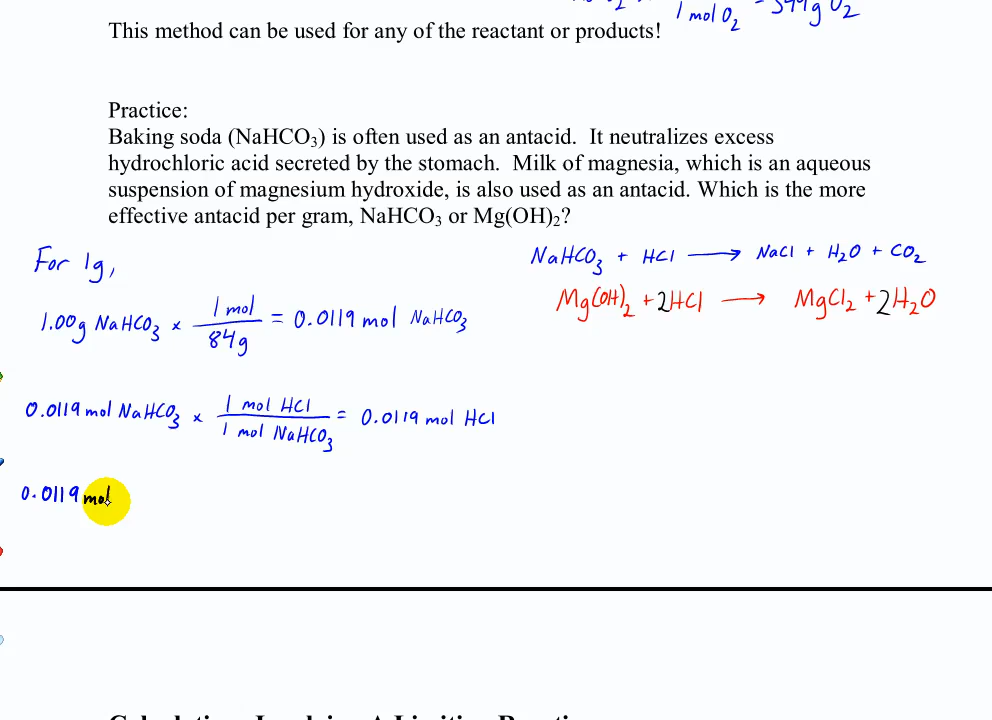 1 mol O₂ = 344 g O₂
This method can be used for any of the reactant or products!
Practice:
Baking soda (NaHCO₃) is often used as an antacid. It neutralizes excess
hydrochloric acid secreted by the stomach. Milk of magnesia, which is an aqueous
suspension of magnesium hydroxide, is also used as an antacid. Which is the more
effective antacid per gram, NaHCO₃ or Mg(OH)₂?
For 1g,
NaHCO₃ + HCl ⟶ NaCl + H₂O + CO₂
Mg(OH)₂ + 2HCl ⟶ MgCl₂ + 2H₂O
1.00g NaHCO₃ × 1 mol / 84g = 0.0119 mol NaHCO₃
0.0119 mol NaHCO₃ × 1 mol HCl / 1 mol NaHCO₃ = 0.0119 mol HCl
0.0119 mol